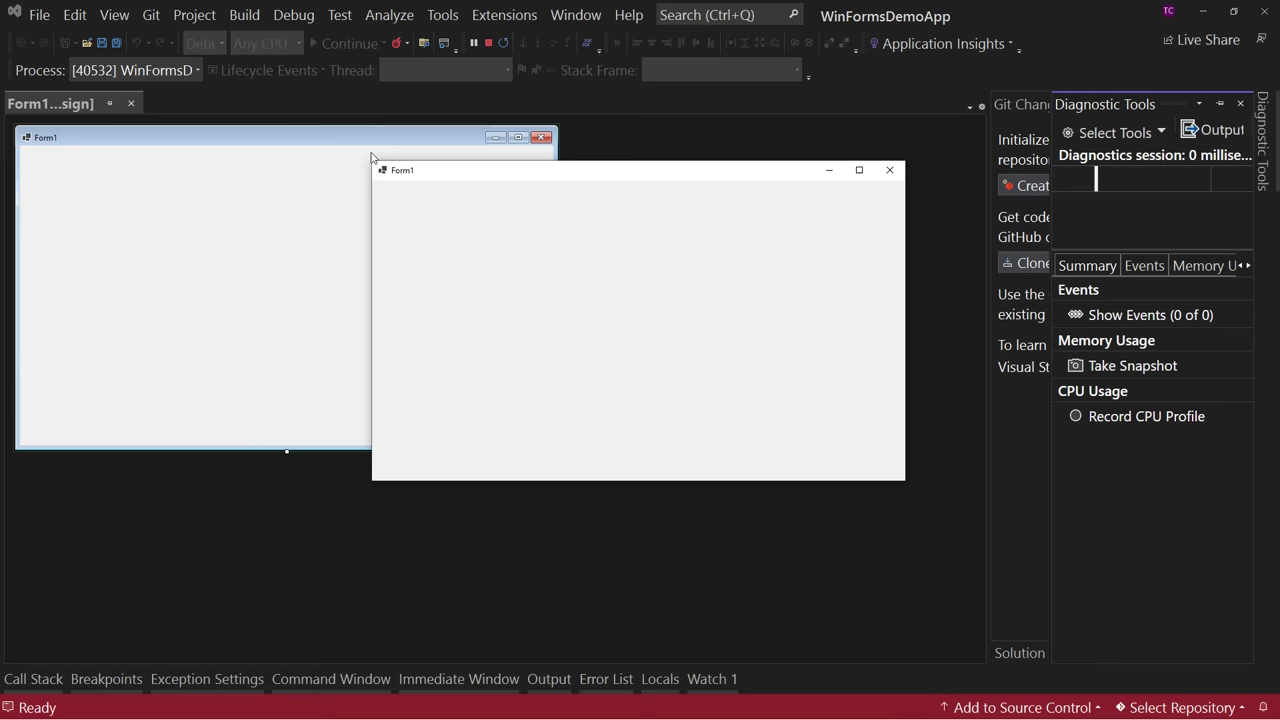 File Edit View Git Project Build Debug Test Analyze Tools Extensions Window Help Search (Ctrl+Q) WinFormsDemoApp TC
Debu Any CPU Continue Application Insights Live Share
Process: [40532] WinFormsD Lifecycle Events Thread: Stack Frame:
Form1...sign]
Git Chan
Diagnostic Tools
Form1
Form1
Initialize
repositor
Creat
Get code
GitHub o
Clone
Use the
existing
To learn
Visual St
Solution
Select Tools Output
Diagnostics session: 0 millise...
Summary Events Memory U
Events
Show Events (0 of 0)
Memory Usage
Take Snapshot
CPU Usage
Record CPU Profile
Diagnostic Tools
Call Stack Breakpoints Exception Settings Command Window Immediate Window Output Error List Locals Watch 1
Ready Add to Source Control Select Repository